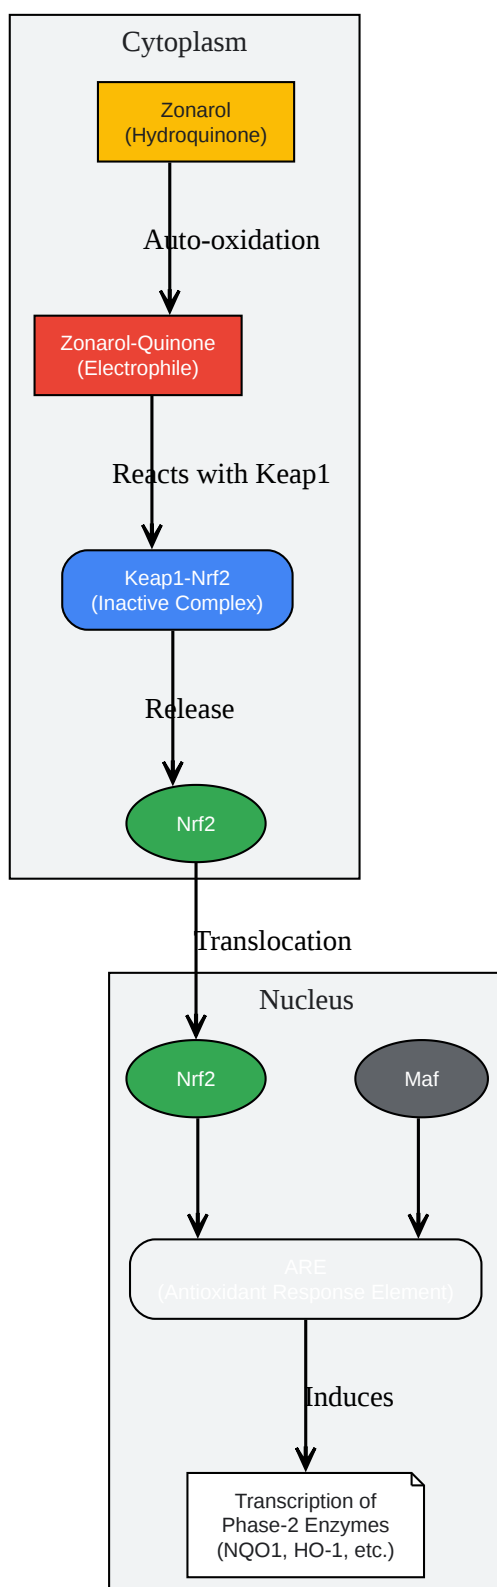 Cytoplasm
Zonarol
(Hydroquinone)
Auto-oxidation
Zonarol-Quinone
(Electrophile)
Reacts with Keap1
Keap1-Nrf2
(Inactive Complex)
Release
Nrf2
Translocation
Nucleus
Nrf2
Maf
ARE
(Antioxidant Response Element)
Induces
Transcription of
Phase-2 Enzymes
(NQO1, HO-1, etc.)